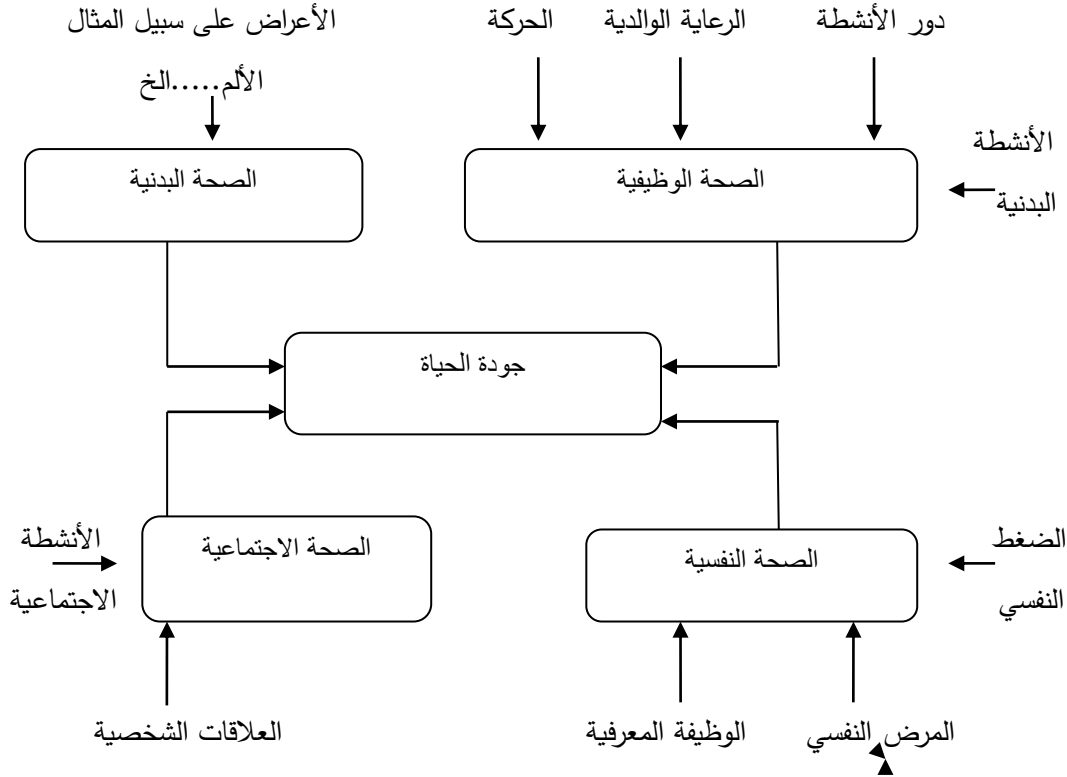 دور الأنشطة
الرعاية الوالدية
الحركة
الأعراض على سبيل المثال
الألم.....الخ
الأنشطة
البدنية
الصحة الوظيفية
الصحة البدنية
جودة الحياة
الضغط
النفسي
الصحة النفسية
الصحة الاجتماعية
الأنشطة
الاجتماعية
المرض النفسي
الوظيفة المعرفية
العلاقات الشخصية